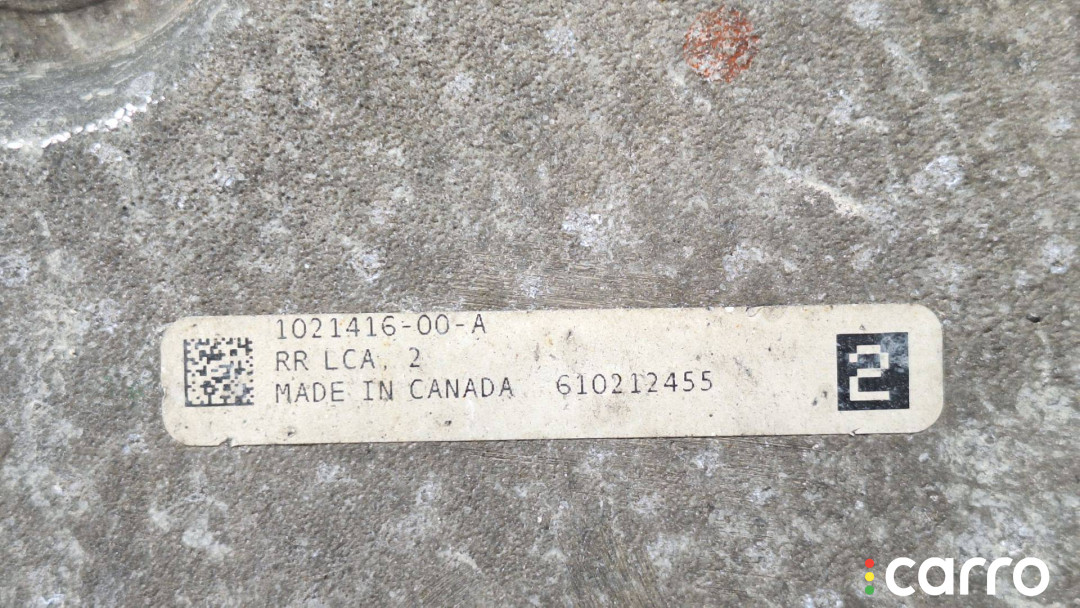 1021416-00-A
RR LCA, 2
MADE IN CANADA 610212455
2
carro